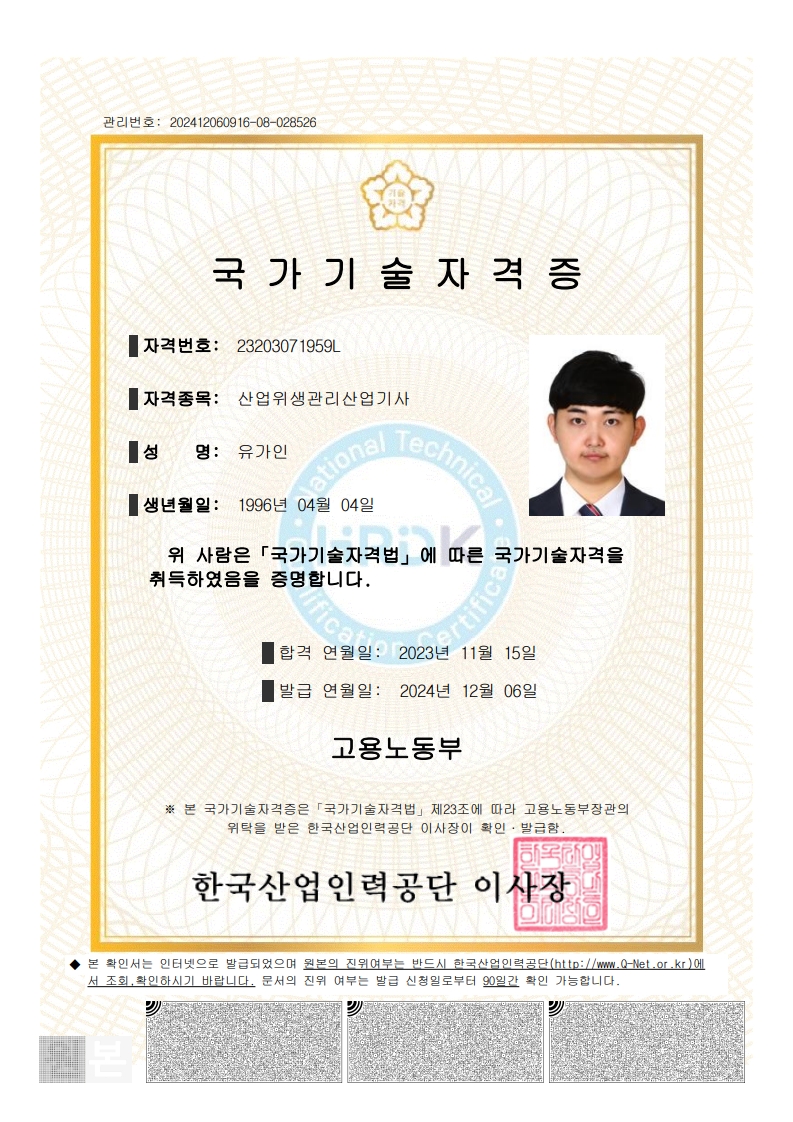 관리번호: 202412060916-08-028526
기술
자격
국가기술자격증
자격번호: 23203071959L
자격종목: 산업위생관리산업기사
성 명: 유가인
생년월일: 1996년 04월 04일
National Technical
HRDK
Qualification Certificate
위 사람은「국가기술자격법」에 따른 국가기술자격을
취득하였음을 증명합니다.
합격 연월일: 2023년 11월 15일
발급 연월일: 2024년 12월 06일
고용노동부
※ 본 국가기술자격증은「국가기술자격법」제23조에 따라 고용노동부장관의
위탁을 받은 한국산업인력공단 이사장이 확인·발급함.
한국산업인력공단 이사장
◆ 본 확인서는 인터넷으로 발급되었으며 원본의 진위여부는 반드시 한국산업인력공단(http://www.Q-Net.or.kr)에
서 조회,확인하시기 바랍니다. 문서의 진위 여부는 발급 신청일로부터 90일간 확인 가능합니다.
본